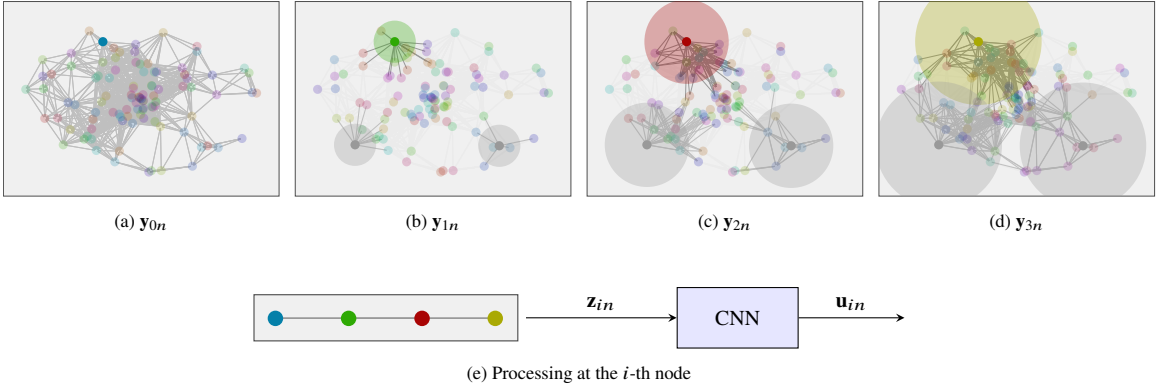 (a) y₀ₙ
(b) y₁ₙ
(c) y₂ₙ
(d) y₃ₙ
zᵢₙ
CNN
uᵢₙ
(e) Processing at the i-th node